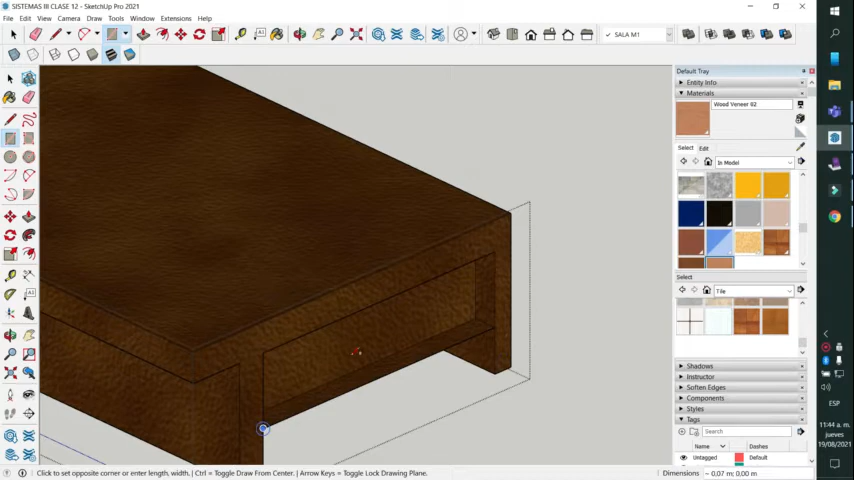 SISTEMAS III CLASE 12 - SketchUp Pro 2021
File Edit View Camera Draw Tools Window Extensions Help
SALA M1
Default Tray
Entity Info
Materials
Wood Veneer 02
Select Edit
In Model
Select
Tile
Shadows
Instructor
Soften Edges
Components
Styles
Tags
Search
Name Dashes
Untagged Default
ESP
11:44 a. m.
jueves
19/08/2021
Click to set opposite corner or enter length, width. | Ctrl = Toggle Draw From Center. | Arrow Keys = Toggle Lock Drawing Plane.
Dimensions ~ 0,07 m; 0,00 m